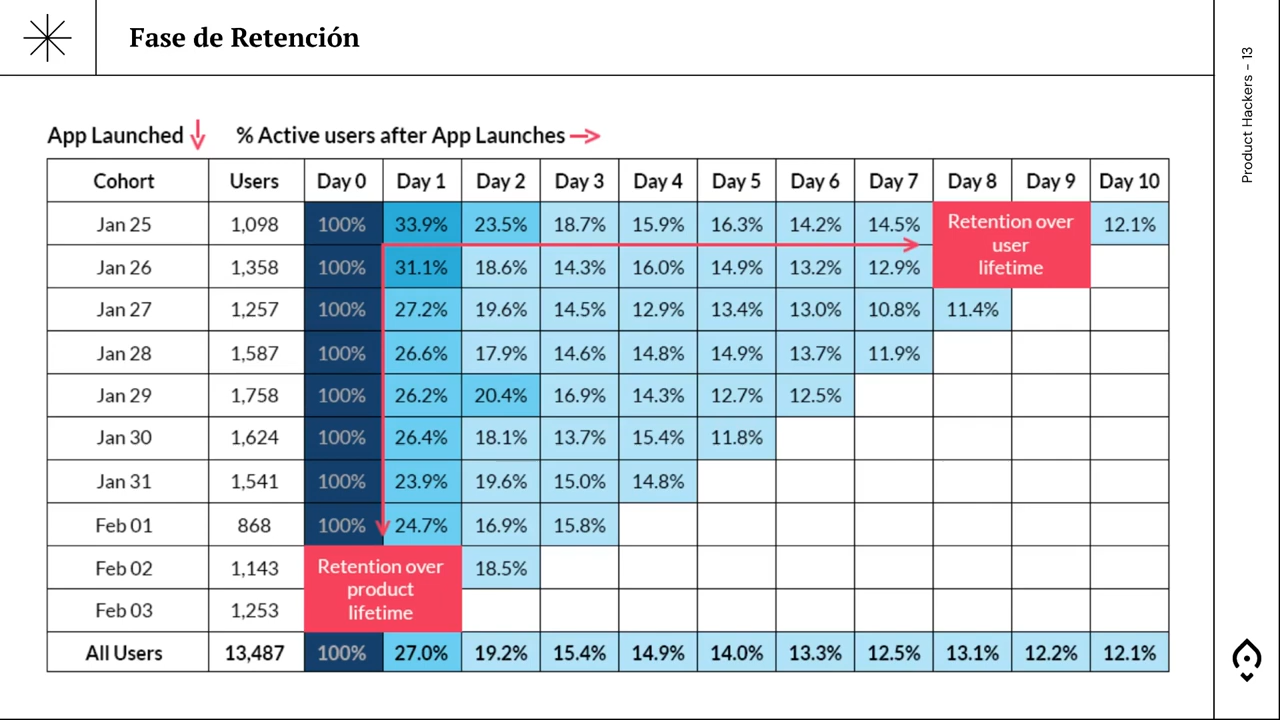 Fase de Retención
Product Hackers – 13
App Launched % Active users after App Launches
Cohort Users Day 0 Day 1 Day 2 Day 3 Day 4 Day 5 Day 6 Day 7 Day 8 Day 9 Day 10
Jan 25 1,098 100% 33.9% 23.5% 18.7% 15.9% 16.3% 14.2% 14.5% 12.1%
Retention over
user
lifetime
Jan 26 1,358 100% 31.1% 18.6% 14.3% 16.0% 14.9% 13.2% 12.9%
Jan 27 1,257 100% 27.2% 19.6% 14.5% 12.9% 13.4% 13.0% 10.8% 11.4%
Jan 28 1,587 100% 26.6% 17.9% 14.6% 14.8% 14.9% 13.7% 11.9%
Jan 29 1,758 100% 26.2% 20.4% 16.9% 14.3% 12.7% 12.5%
Jan 30 1,624 100% 26.4% 18.1% 13.7% 15.4% 11.8%
Jan 31 1,541 100% 23.9% 19.6% 15.0% 14.8%
Feb 01 868 100% 24.7% 16.9% 15.8%
Feb 02 1,143 18.5%
Retention over
product
lifetime
Feb 03 1,253
All Users 13,487 100% 27.0% 19.2% 15.4% 14.9% 14.0% 13.3% 12.5% 13.1% 12.2% 12.1%